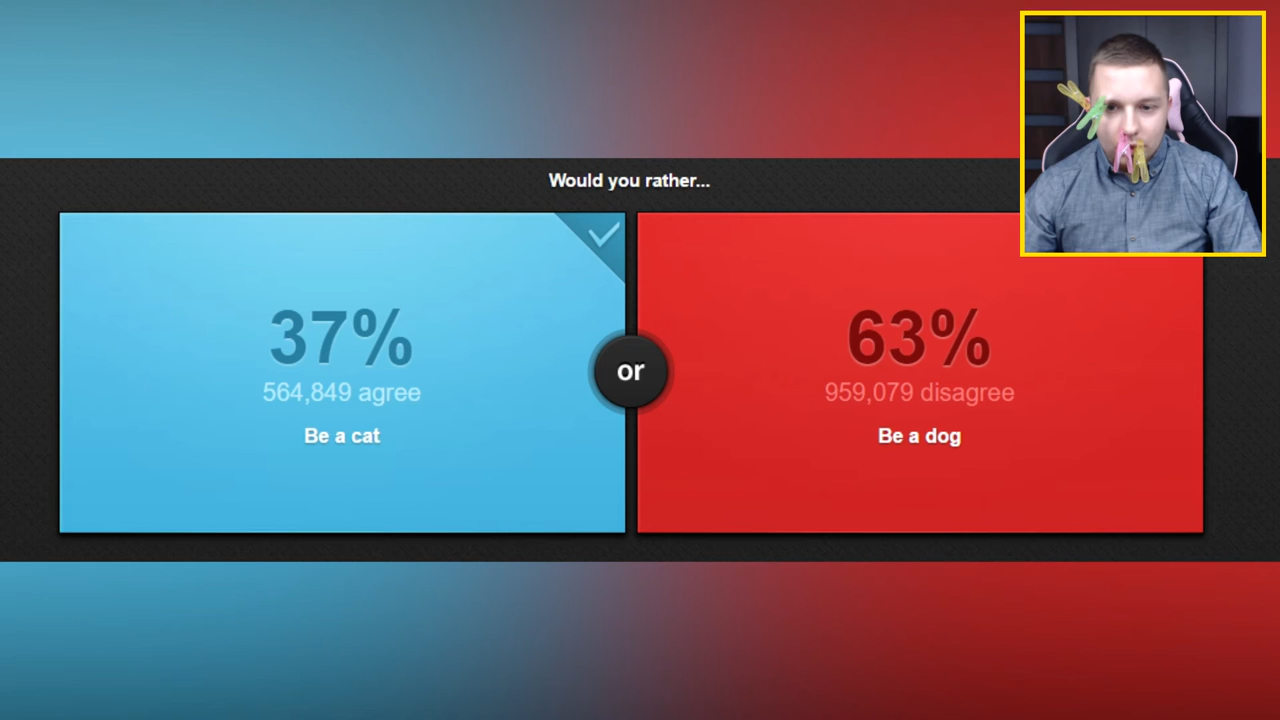 Would you rather...
37%
564,849 agree
Be a cat
or
63%
959,079 disagree
Be a dog